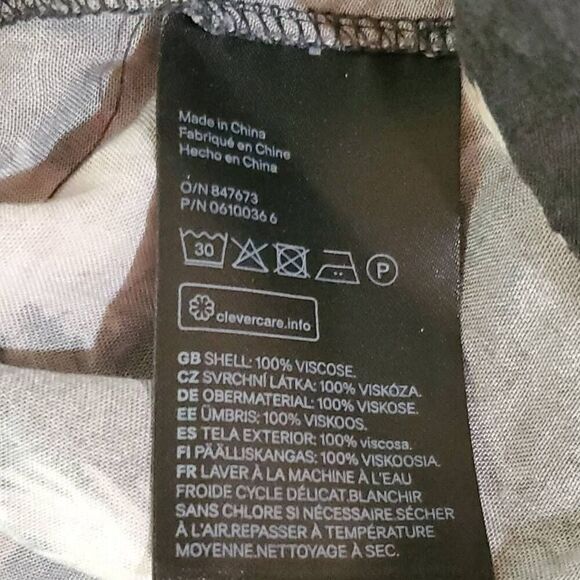 Made in China
Fabriqué en Chine
Hecho en China
O/N 847673
P/N 0610036 6
30 P
clevercare.info
GB SHELL: 100% VISCOSE.
CZ SVRCHNÍ LÁTKA: 100% VISKÓZA.
DE OBERMATERIAL: 100% VISKOSE.
EE ÜMBRIS: 100% VISKOOS.
ES TELA EXTERIOR: 100% viscosa.
FI PÄÄLLISKANGAS: 100% VISKOOSIA.
FR LAVER À LA MACHINE À L'EAU
FROIDE CYCLE DÉLICAT.BLANCHIR
SANS CHLORE SI NÉCESSAIRE.SÉCHER
À L'AIR.REPASSER À TEMPÉRATURE
MOYENNE.NETTOYAGE À SEC.